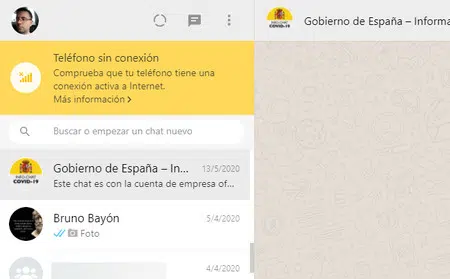 Gobierno de España – Informa
Teléfono sin conexión
Comprueba que tu teléfono tiene una
conexión activa a Internet.
Más información >
Buscar o empezar un chat nuevo
Gobierno de España – In... 13/5/2020
INFO CHAT
COVID-19
Este chat es con la cuenta de empresa of...
Bruno Bayón 5/4/2020
Foto
4/4/2020